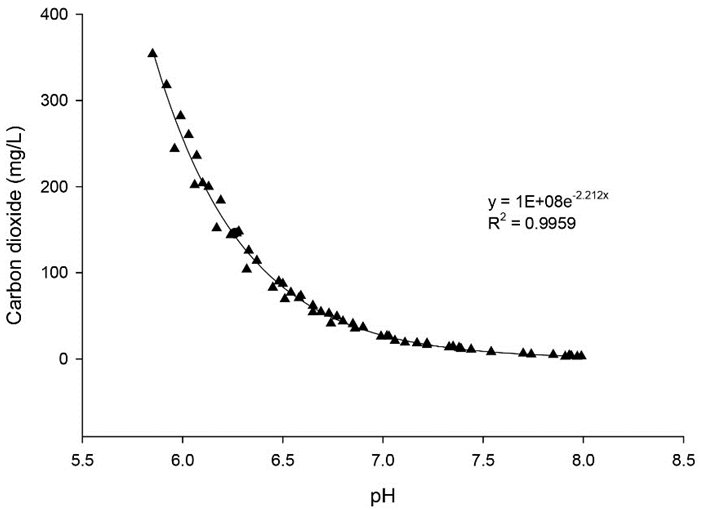 400
300
200
100
0
Carbon dioxide (mg/L)
y = 1E+08e^-2.212x
R² = 0.9959
5.5 6.0 6.5 7.0 7.5 8.0 8.5
pH